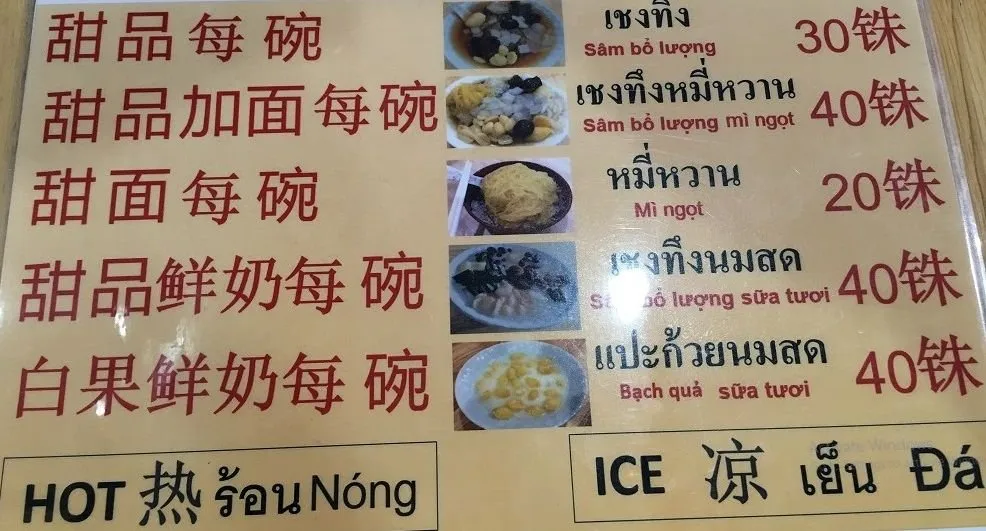 甜品每碗 เชงทึง 30铢
Sâm bổ lượng
甜品加面每碗 เชงทึงหมี่หวาน 40铢
Sâm bổ lượng mì ngọt
甜面每碗 หมี่หวาน 20铢
Mì ngọt
甜品鲜奶每碗 เชงทึงนมสด 40铢
Sâm bổ lượng sữa tươi
白果鲜奶每碗 แปะก๊วยนมสด 40铢
Bạch quả sữa tươi
HOT 热 ร้อน Nóng
ICE 凉 เย็น Đá